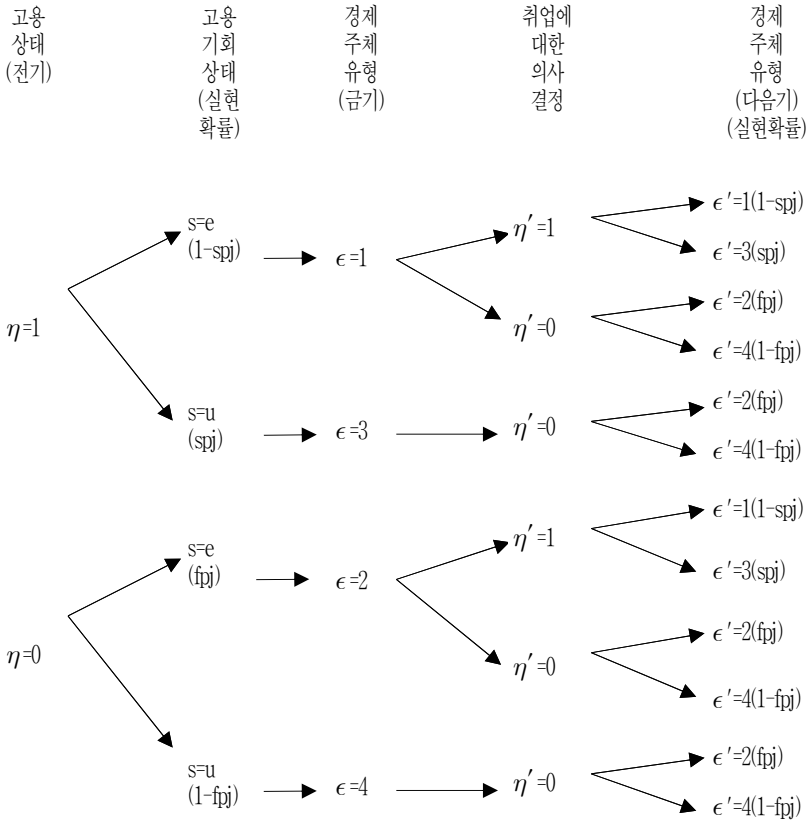 고용
상태
(전기)
고용
기회
상태
(실현
확률)
경제
주체
유형
(금기)
취업에
대한
의사
결정
경제
주체
유형
(다음기)
(실현확률)
η=1
s=e
(1-spj)
ϵ=1
η′=1
ϵ′=1(1-spj)
ϵ′=3(spj)
η′=0
ϵ′=2(fpj)
ϵ′=4(1-fpj)
s=u
(spj)
ϵ=3
η′=0
ϵ′=2(fpj)
ϵ′=4(1-fpj)
η=0
s=e
(fpj)
ϵ=2
η′=1
ϵ′=1(1-spj)
ϵ′=3(spj)
η′=0
ϵ′=2(fpj)
ϵ′=4(1-fpj)
s=u
(1-fpj)
ϵ=4
η′=0
ϵ′=2(fpj)
ϵ′=4(1-fpj)